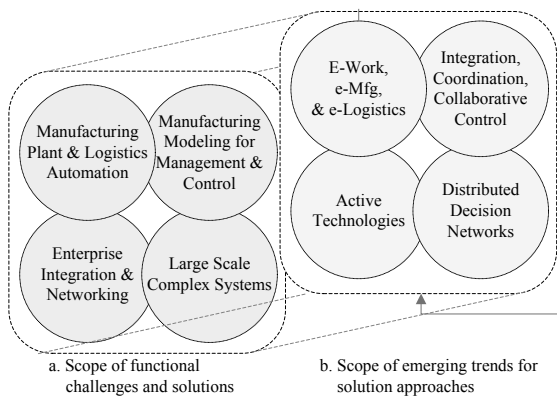 Manufacturing
Plant & Logistics
Automation
Manufacturing
Modeling for
Management &
Control
Enterprise
Integration &
Networking
Large Scale
Complex Systems
a. Scope of functional
challenges and solutions
E-Work,
e-Mfg,
& e-Logistics
Integration,
Coordination,
Collaborative
Control
Active
Technologies
Distributed
Decision
Networks
b. Scope of emerging trends for
solution approaches